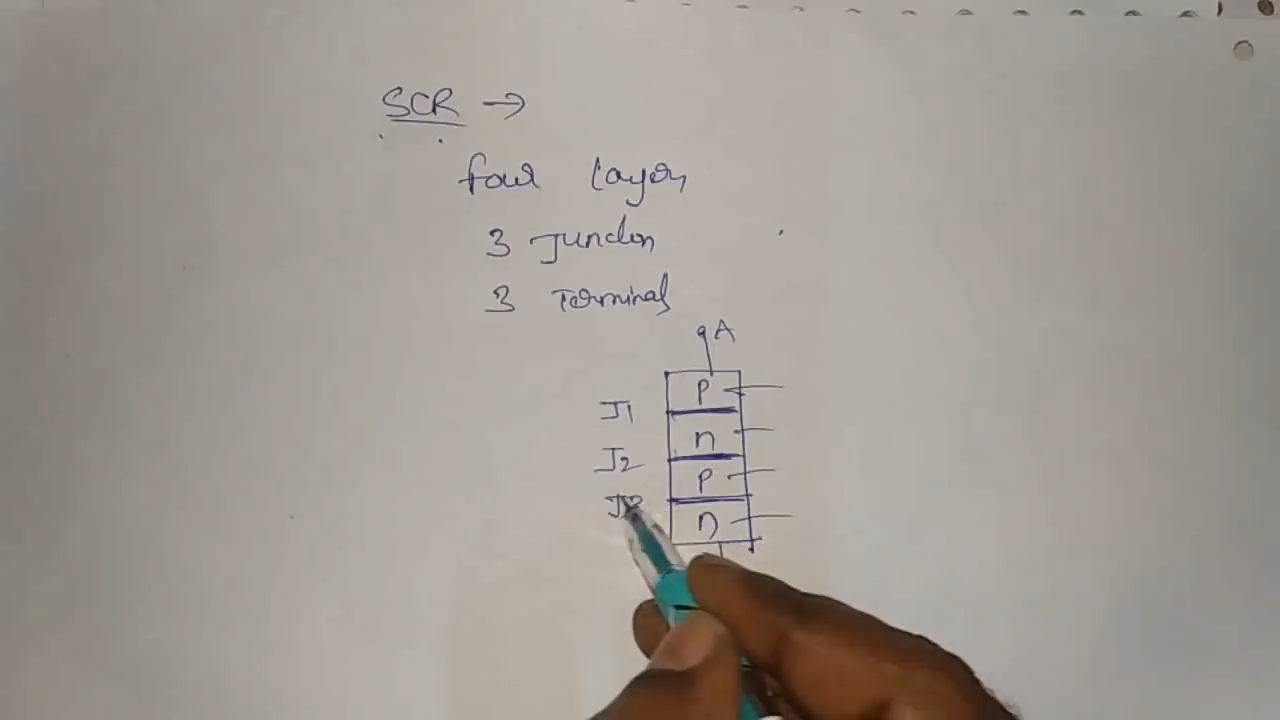 SCR →
four layer
3 Junction
3 Terminal
A
P
J1
n
J2
P
n